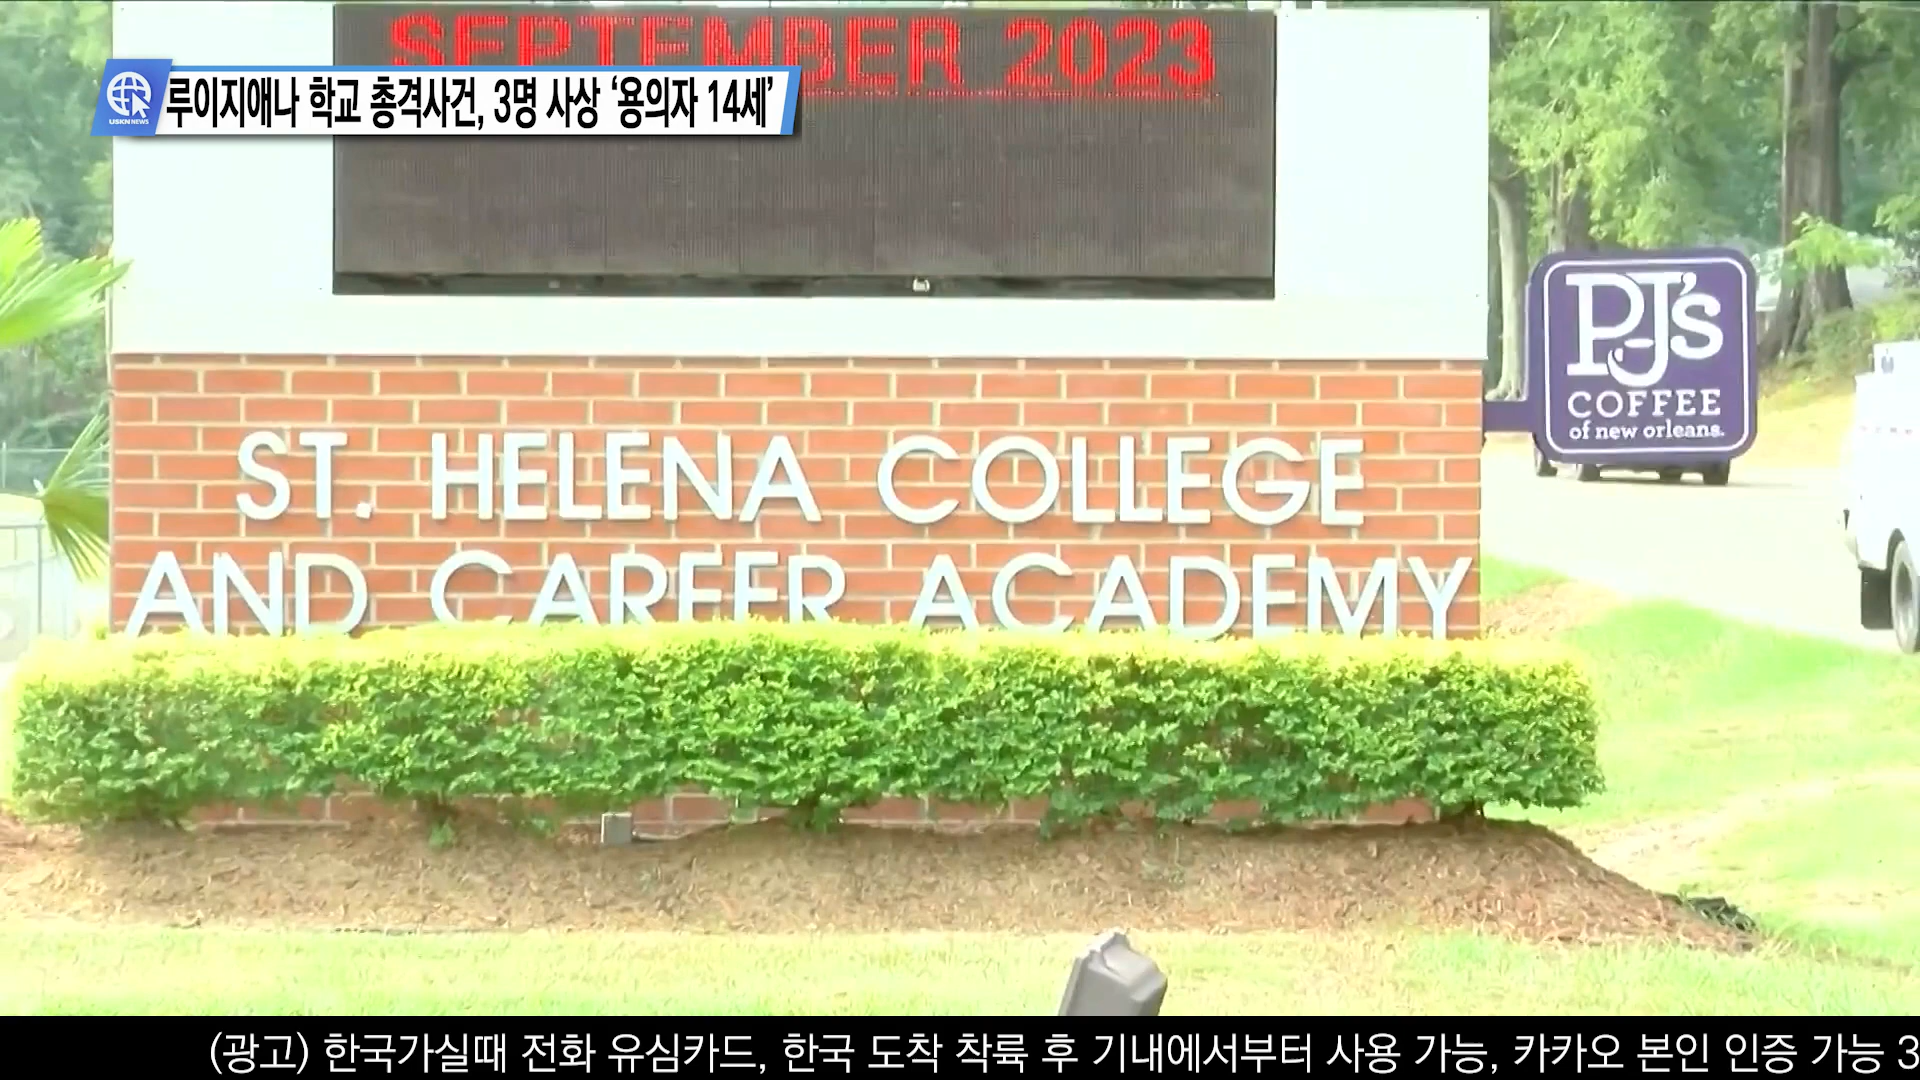 SEPTEMBER 2023
USKN NEWS
루이지애나 학교 총격사건, 3명 사상 ‘용의자 14세’
PJ's
COFFEE
of new orleans.
ST. HELENA COLLEGE
AND CAREER ACADEMY
(광고) 한국가실때 전화 유심카드, 한국 도착 착륙 후 기내에서부터 사용 가능, 카카오 본인 인증 가능 3